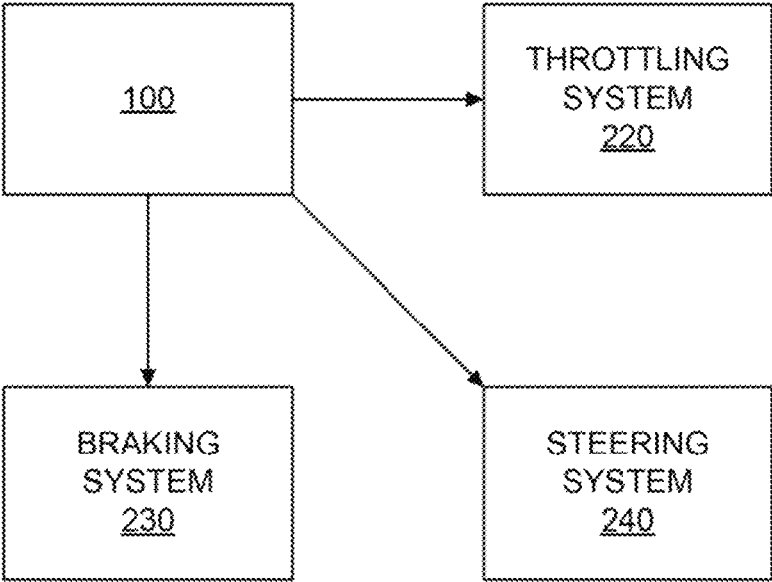 100
THROTTLING
SYSTEM
220
BRAKING
SYSTEM
230
STEERING
SYSTEM
240